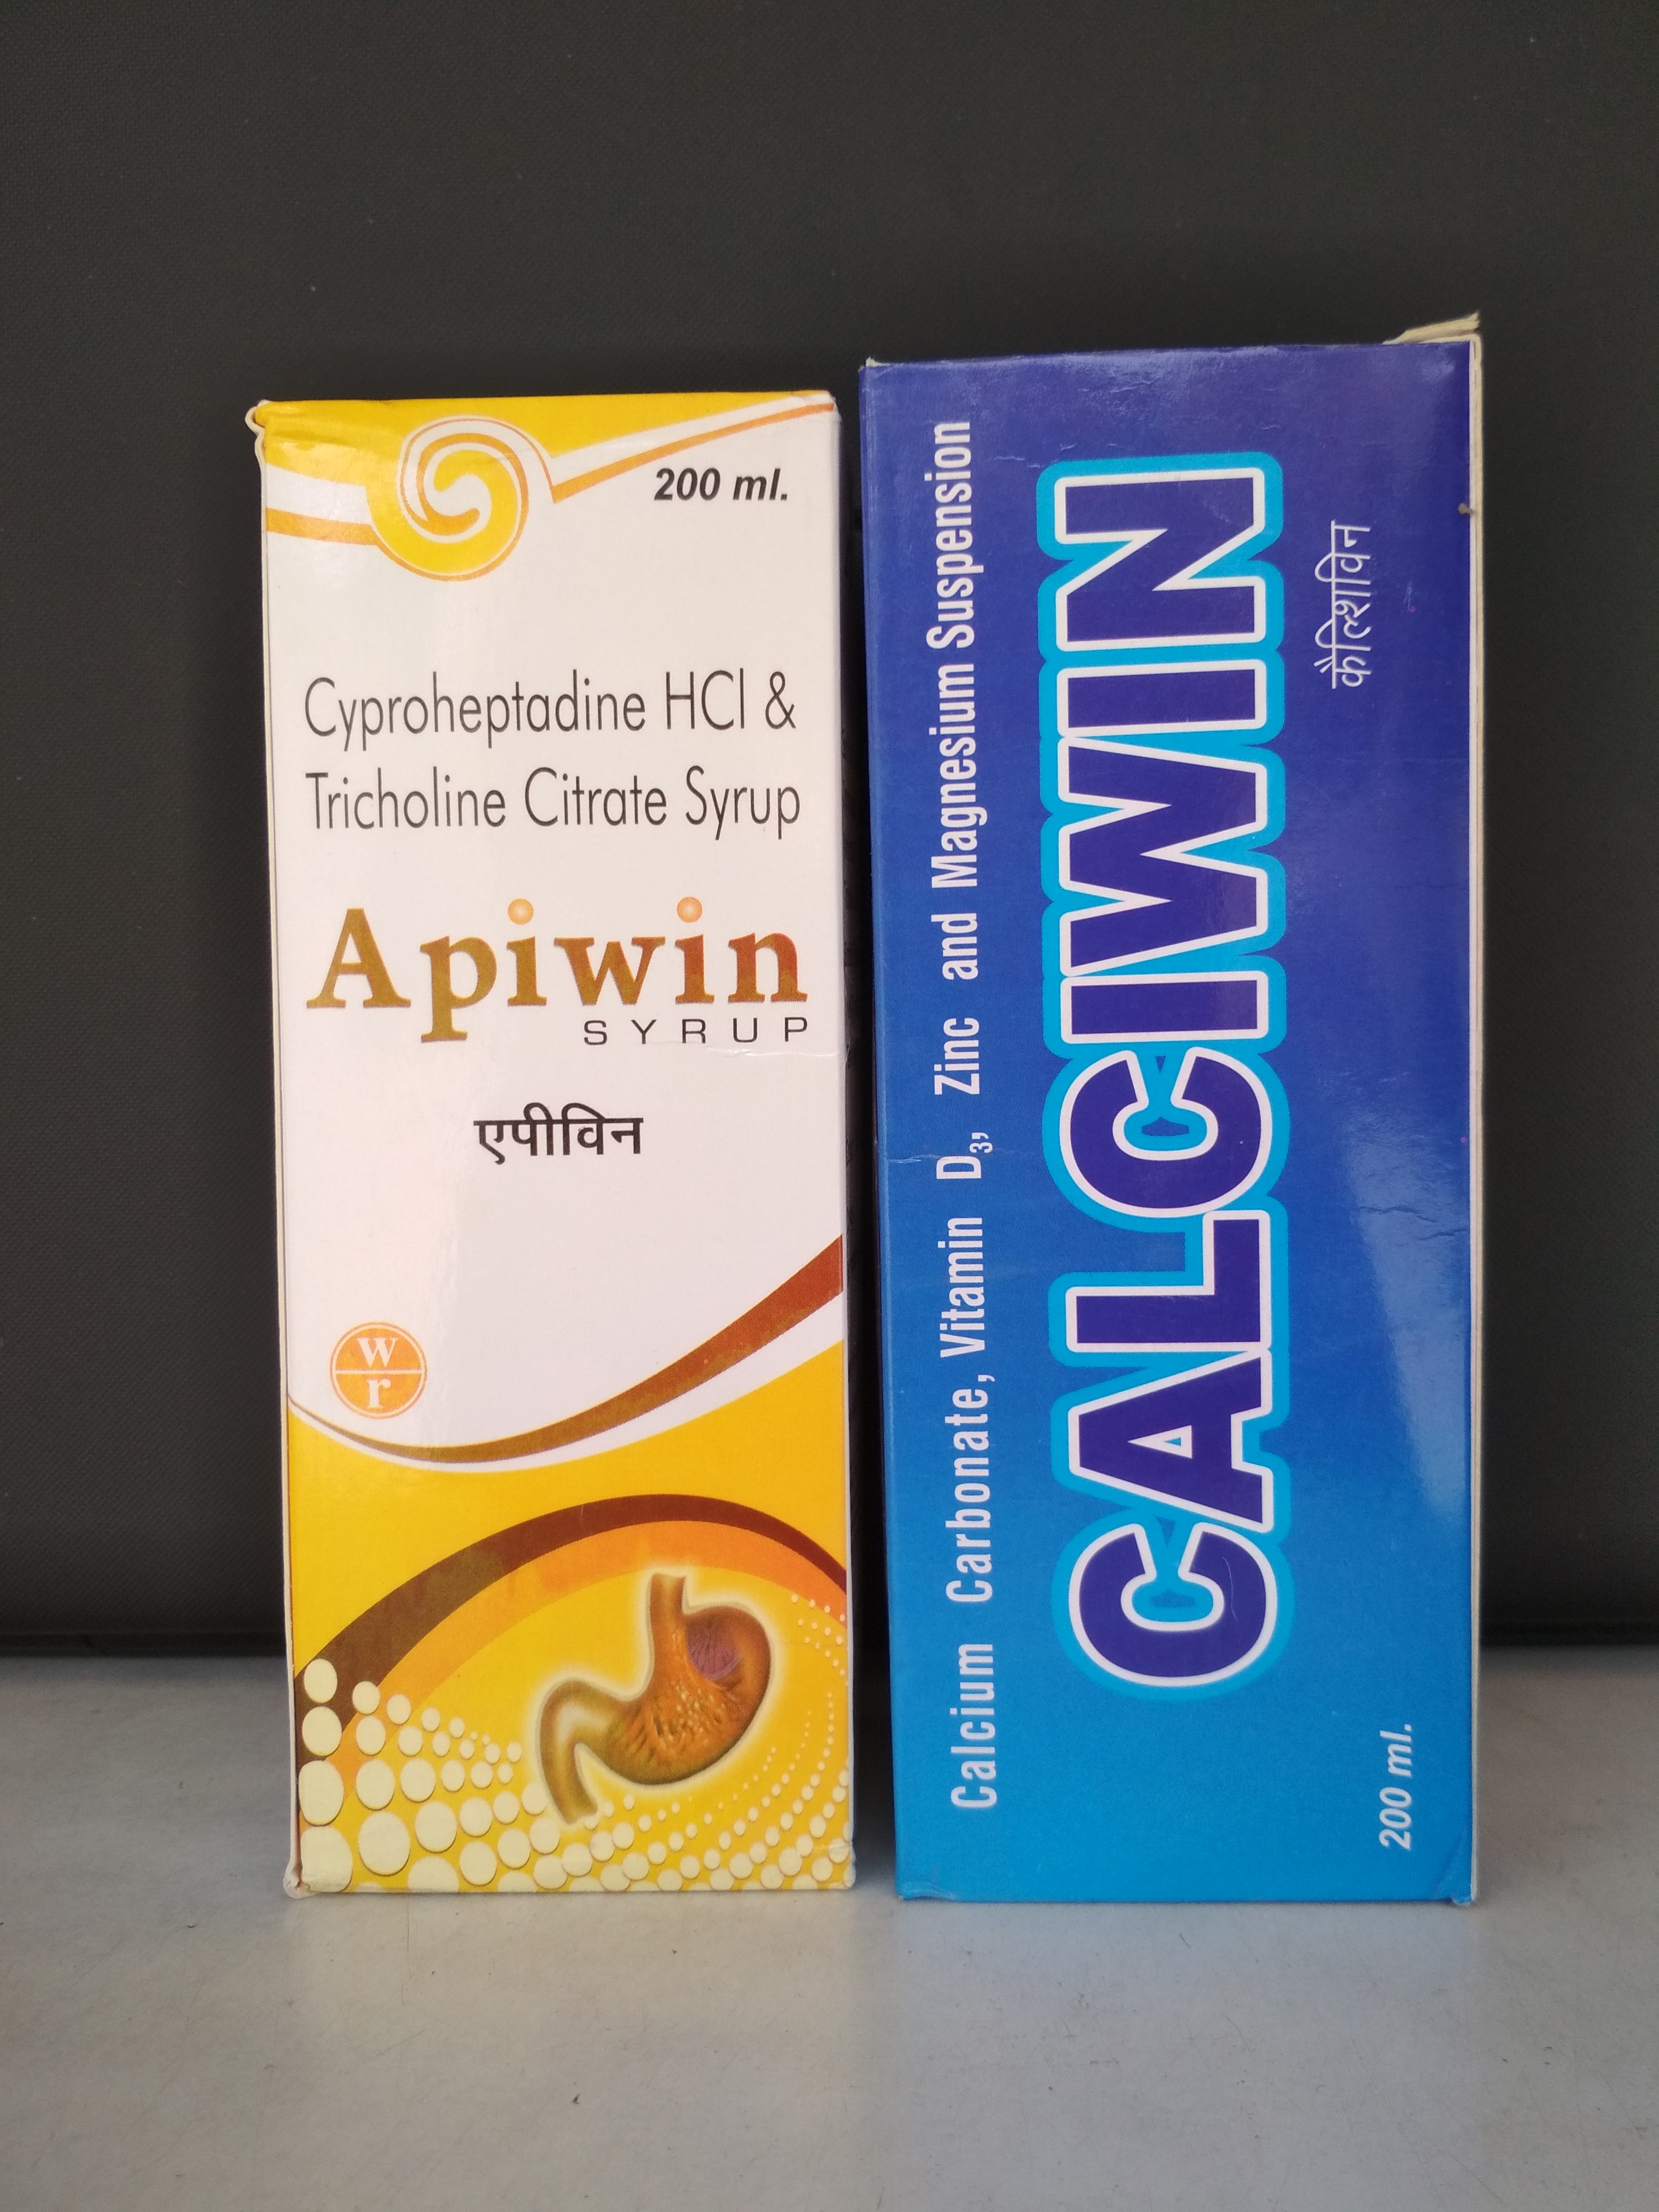 200 ml.
Cyproheptadine HCl &
Tricholine Citrate Syrup
Apiwin
SYRUP
एपीविन
w
r
Calcium Carbonate, Vitamin D3, Zinc and Magnesium Suspension
CALCIWIN
कैल्शिविन
200 ml.